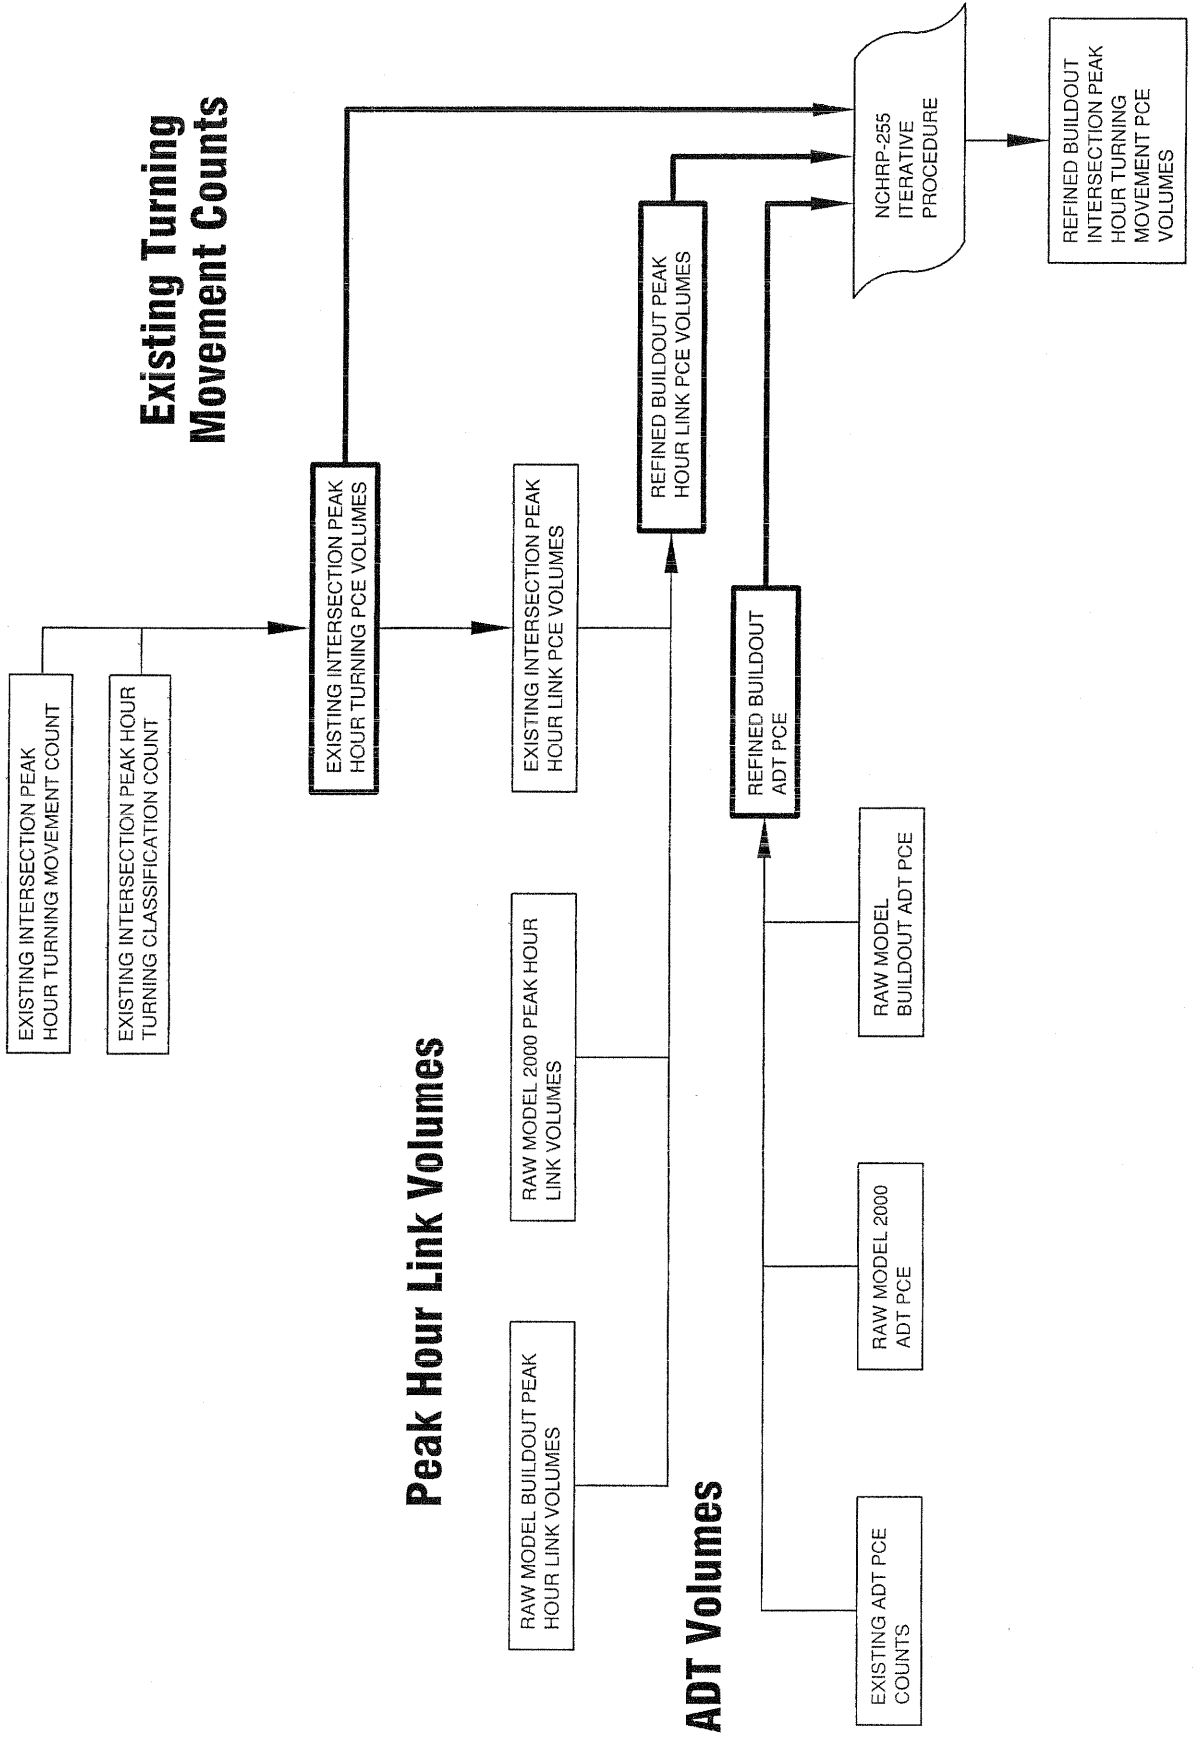 Existing Turning
Movement Counts
EXISTING INTERSECTION PEAK
HOUR TURNING MOVEMENT COUNT
EXISTING INTERSECTION PEAK HOUR
TURNING CLASSIFICATION COUNT
EXISTING INTERSECTION PEAK
HOUR TURNING PCE VOLUMES
Peak Hour Link Volumes
RAW MODEL BUILDOUT PEAK
HOUR LINK VOLUMES
RAW MODEL 2000 PEAK HOUR
LINK VOLUMES
EXISTING INTERSECTION PEAK
HOUR LINK PCE VOLUMES
REFINED BUILDOUT PEAK
HOUR LINK PCE VOLUMES
ADT Volumes
REFINED BUILDOUT
ADT PCE
EXISTING ADT PCE
COUNTS
RAW MODEL 2000
ADT PCE
RAW MODEL
BUILDOUT ADT PCE
NCHRP-255
ITERATIVE
PROCEDURE
REFINED BUILDOUT
INTERSECTION PEAK
HOUR TURNING
MOVEMENT PCE
VOLUMES